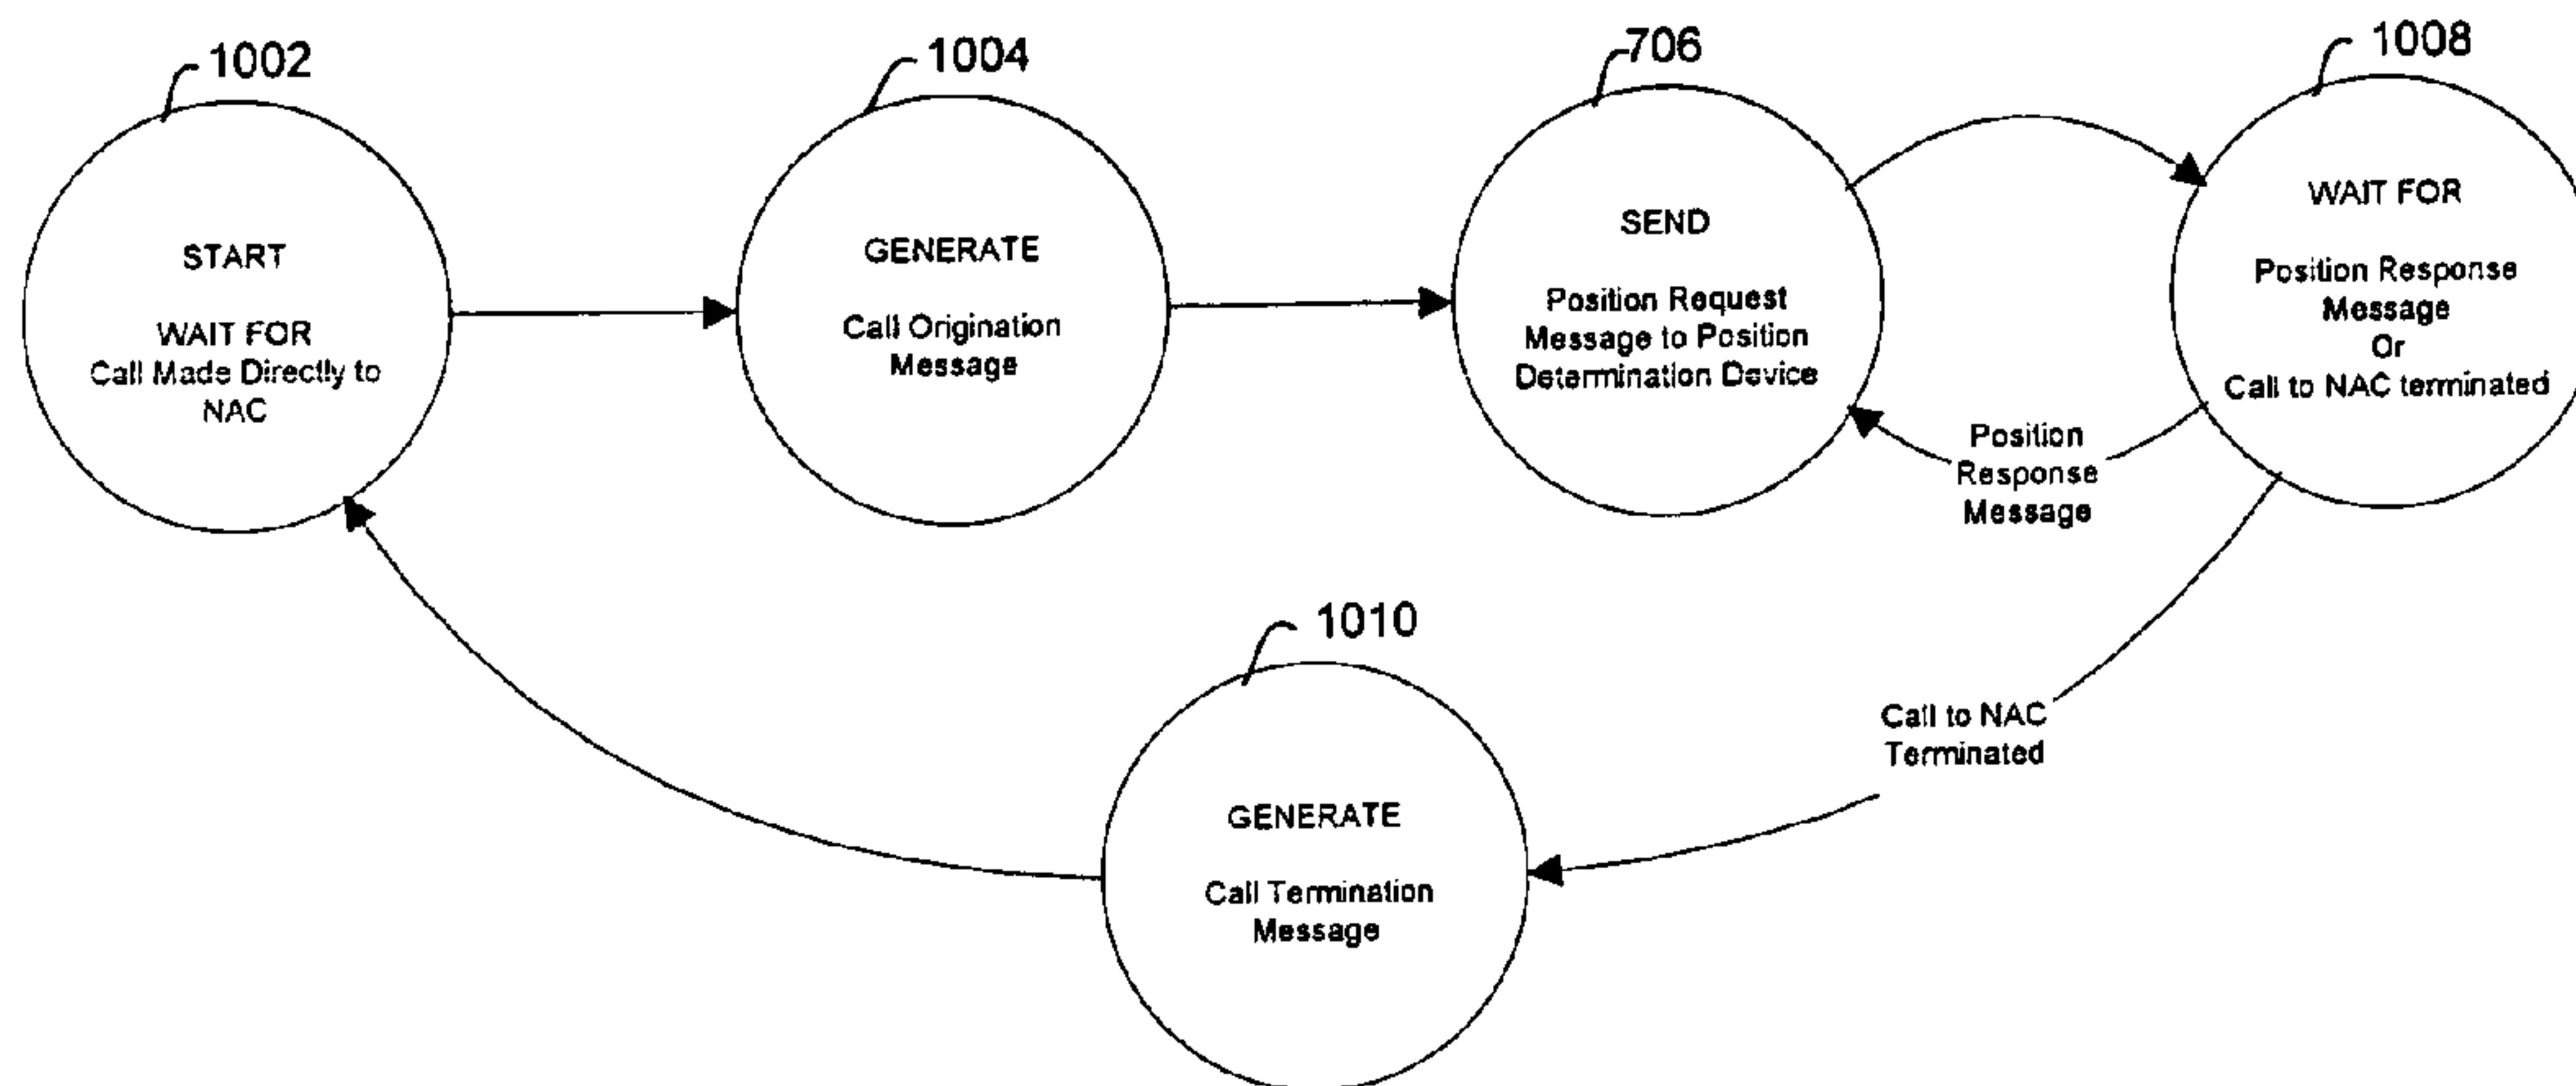 1002
START
WAIT FOR
Call Made Directly to
NAC
1004
GENERATE
Call Origination
Message
706
SEND
Position Request
Message to Position
Determination Device
1008
WAIT FOR
Position Response
Message
Or
Call to NAC terminated
Position
Response
Message
Call to NAC
Terminated
1010
GENERATE
Call Termination
Message